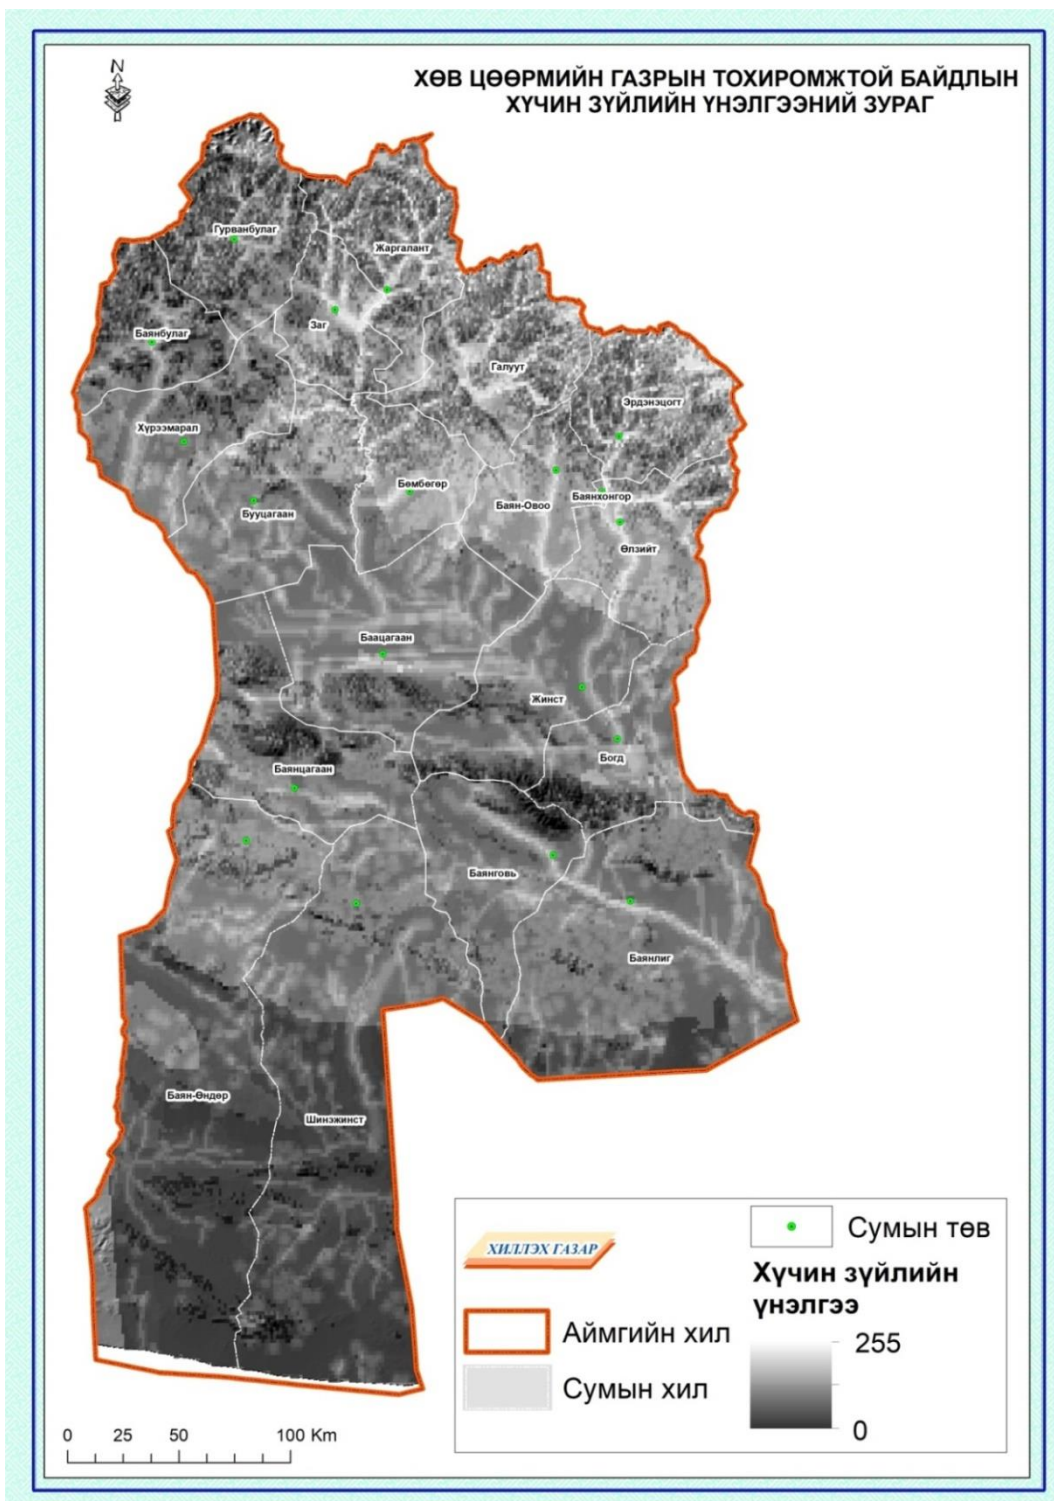 N
ХӨВ ЦӨӨРМИЙН ГАЗРЫН ТОХИРОМЖТОЙ БАЙДЛЫН
ХҮЧИН ЗҮЙЛИЙН ҮНЭЛГЭЭНИЙ ЗУРАГ
Гурванбулаг
Жаргалант
Заг
Баянбулаг
Галуут
Эрдэнэцогт
Хүрээмарал
Бөмбөгөр
Баянхонгор
Баян-Овоо
Бууцагаан
Өлзийт
Баацагаан
Жинст
Богд
Баянцагаан
Баянговь
Баянлиг
Баян-Өндөр
Шинэжинст
ХИЛЛЭХ ГАЗАР
Аймгийн хил
Сумын хил
Сумын төв
Хүчин зүйлийн
үнэлгээ
255
0
0 25 50 100 Km